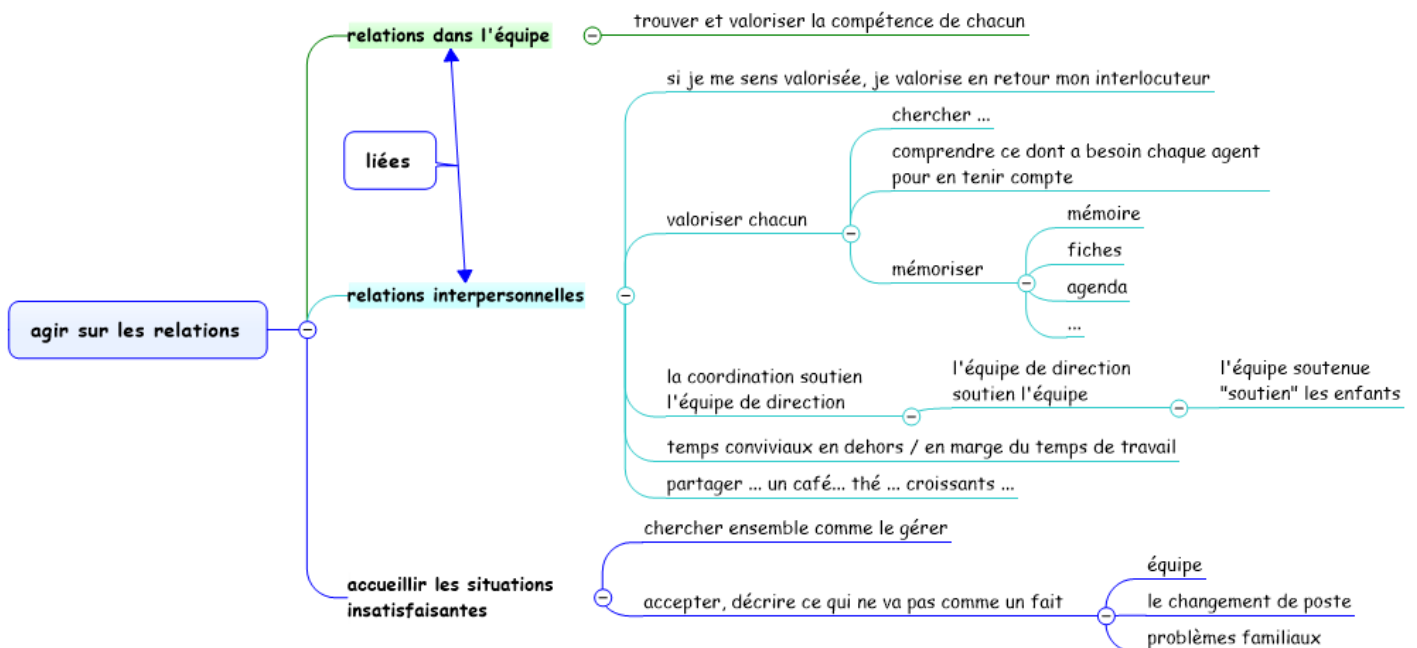 agir sur les relations
relations dans l'équipe
trouver et valoriser la compétence de chacun
liées
relations interpersonnelles
si je me sens valorisée, je valorise en retour mon interlocuteur
valoriser chacun
chercher ...
comprendre ce dont a besoin chaque agent
pour en tenir compte
mémoriser
mémoire
fiches
agenda
...
la coordination soutien
l'équipe de direction
l'équipe de direction
soutien l'équipe
l'équipe soutenue
"soutien" les enfants
temps conviviaux en dehors / en marge du temps de travail
partager ... un café... thé ... croissants ...
accueillir les situations
insatisfaisantes
chercher ensemble comme le gérer
accepter, décrire ce qui ne va pas comme un fait
équipe
le changement de poste
problèmes familiaux